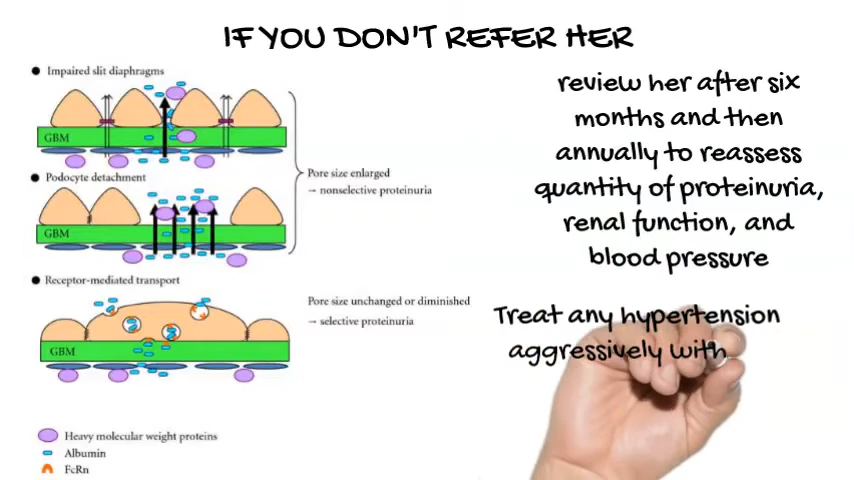 IF YOU DON'T REFER HER
Impaired slit diaphragms
GBM
Podocyte detachment
GBM
Pore size enlarged
→ nonselective proteinuria
Receptor-mediated transport
GBM
Pore size unchanged or diminished
→ selective proteinuria
Heavy molecular weight proteins
Albumin
FcRn
review her after six
months and then
annually to reassess
quantity of proteinuria,
renal function, and
blood pressure
Treat any hypertension
aggressively with